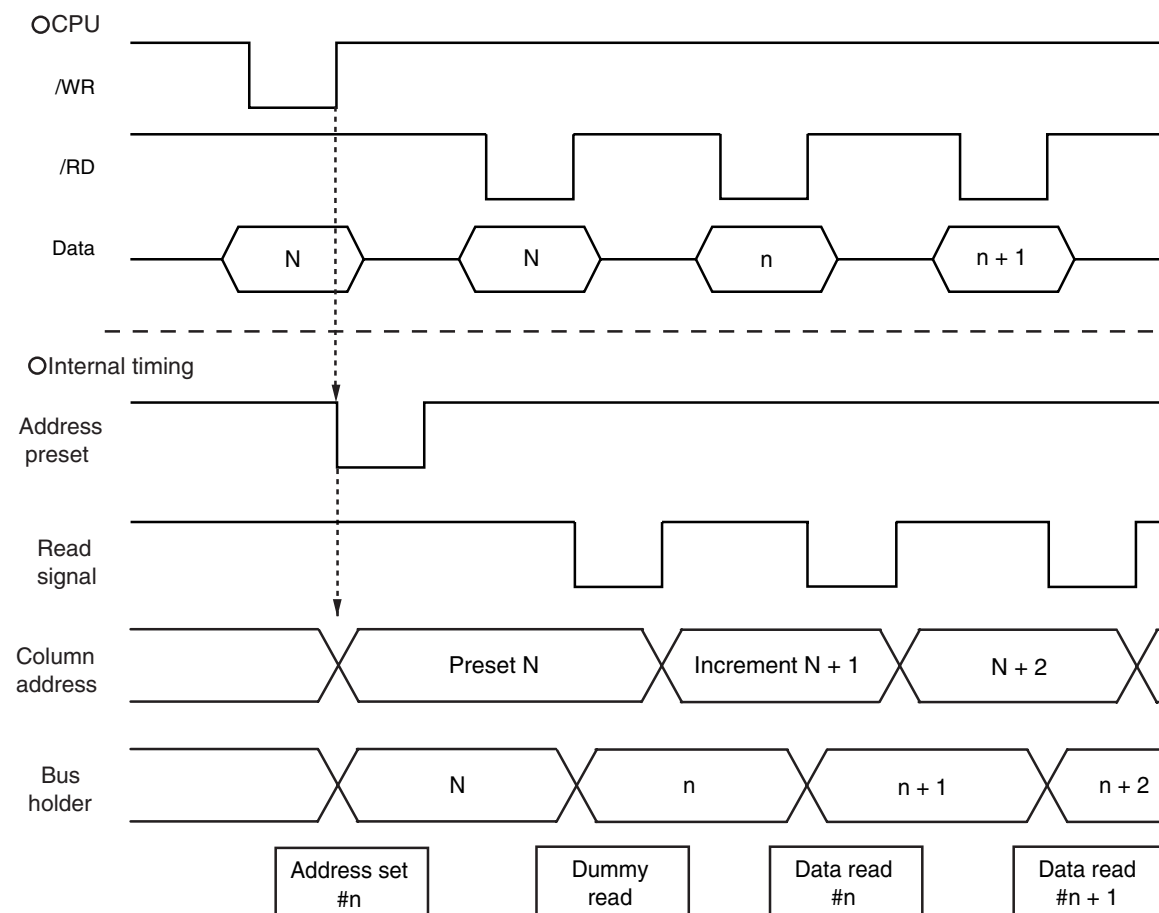 CPU
/WR
/RD
Data
N
N
n
n + 1
Internal timing
Address
preset
Read
signal
Column
address
Preset N
Increment N + 1
N + 2
Bus
holder
N
n
n + 1
n + 2
Address set
#n
Dummy
read
Data read
#n
Data read
#n + 1